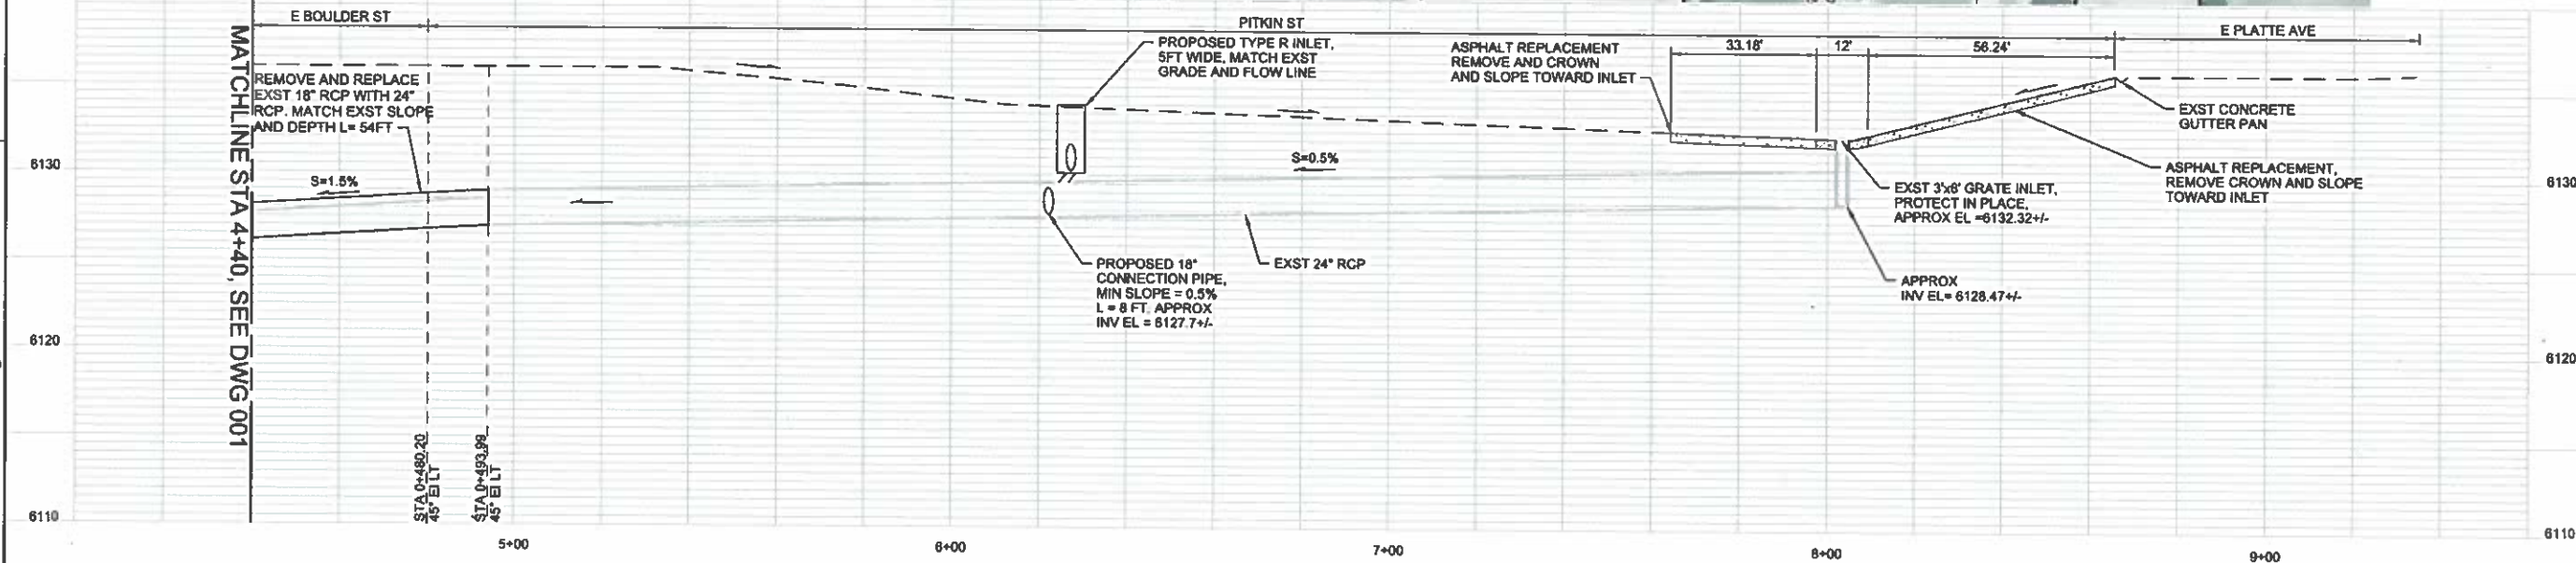 E BOULDER ST
PITKIN ST
E PLATTE AVE
MATCHLINE STA 4+40, SEE DWG 001
REMOVE AND REPLACE
EXST 18" RCP WITH 24"
RCP. MATCH EXST SLOPE
AND DEPTH L= 54FT
S=1.5%
PROPOSED TYPE R INLET,
5FT WIDE, MATCH EXST
GRADE AND FLOW LINE
ASPHALT REPLACEMENT
REMOVE AND CROWN
AND SLOPE TOWARD INLET
33.18'
12'
56.24'
EXST CONCRETE
GUTTER PAN
ASPHALT REPLACEMENT,
REMOVE CROWN AND SLOPE
TOWARD INLET
S=0.5%
EXST 3'x6' GRATE INLET,
PROTECT IN PLACE,
APPROX EL =6132.32+/-
APPROX
INV EL= 6128.47+/-
PROPOSED 18"
CONNECTION PIPE,
MIN SLOPE = 0.5%
L = 8 FT. APPROX
INV EL = 6127.7+/-
EXST 24" RCP
STA 0+480.20
45° EI LT
STA 0+493.99
45° EI LT
6130
6120
6110
6130
6120
6110
5+00
6+00
7+00
8+00
9+00